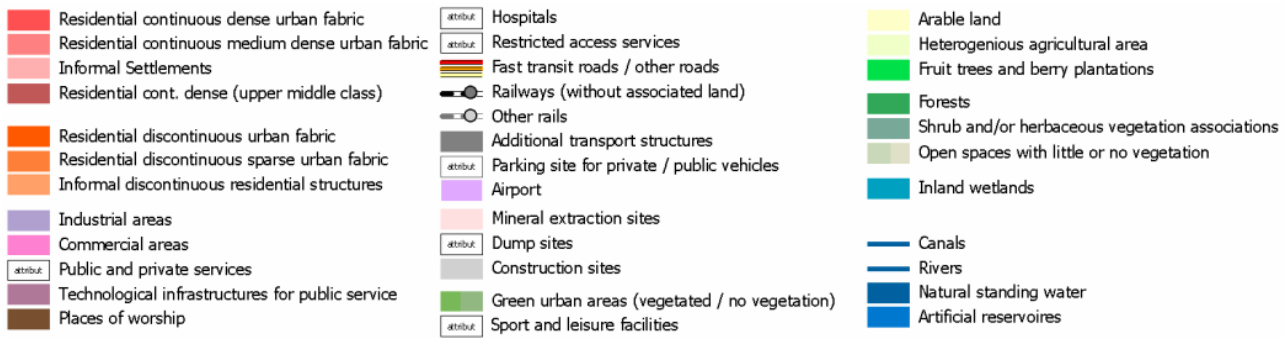 Residential continuous dense urban fabric
Residential continuous medium dense urban fabric
Informal Settlements
Residential cont. dense (upper middle class)
Residential discontinuous urban fabric
Residential discontinuous sparse urban fabric
Informal discontinuous residential structures
Industrial areas
Commercial areas
attribut Public and private services
Technological infrastructures for public service
Places of worship
attribut Hospitals
attribut Restricted access services
Fast transit roads / other roads
Railways (without associated land)
Other rails
Additional transport structures
attribut Parking site for private / public vehicles
Airport
Mineral extraction sites
attribut Dump sites
Construction sites
Green urban areas (vegetated / no vegetation)
attribut Sport and leisure facilities
Arable land
Heterogenious agricultural area
Fruit trees and berry plantations
Forests
Shrub and/or herbaceous vegetation associations
Open spaces with little or no vegetation
Inland wetlands
Canals
Rivers
Natural standing water
Artificial reservoires